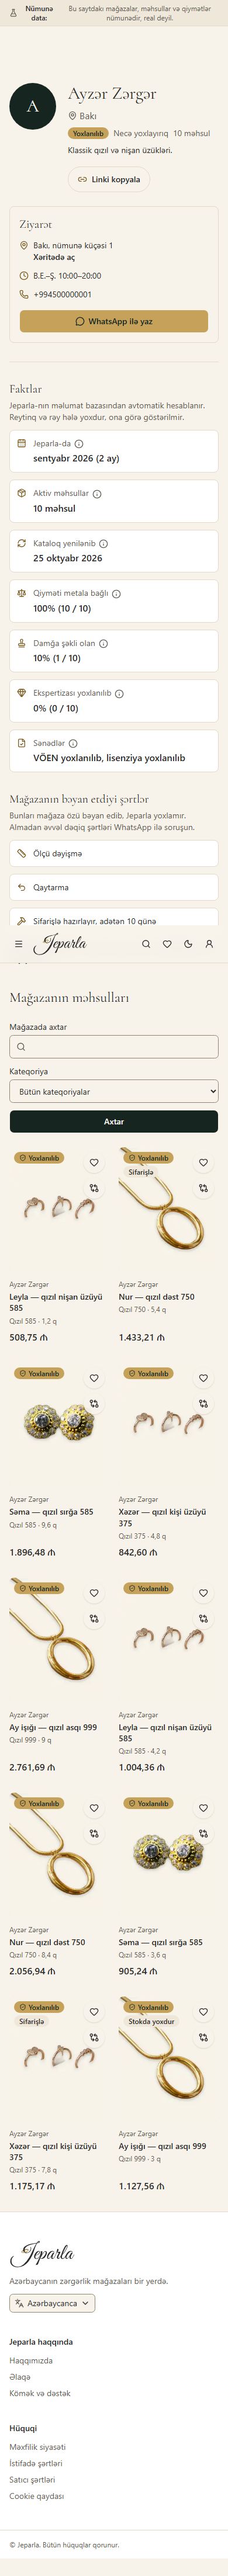 Nümunə data:
Bu saytdakı mağazalar, məhsullar və qiymətlər nümunədir, real deyil.
A
Ayzər Zərgər
Bakı
Yoxlanılıb Necə yoxlayırıq 10 məhsul
Klassik qızıl və nişan üzükləri.
Linki kopyala
Ziyarət
Bakı, nümunə küçəsi 1
Xəritədə aç
B.E.–Ş. 10:00–20:00
+994500000001
WhatsApp ilə yaz
Faktlar
Jeparla-nın məlumat bazasından avtomatik hesablanır.
Reytinq və rəy hələ yoxdur, ona görə göstərilmir.
Jeparla-da
sentyabr 2026 (2 ay)
Aktiv məhsullar
10 məhsul
Kataloq yenilənib
25 oktyabr 2026
Qiyməti metala bağlı
100% (10 / 10)
Damğa şəkli olan
10% (1 / 10)
Ekspertizası yoxlanılıb
0% (0 / 10)
Sənədlər
VÖEN yoxlanılıb, lisenziya yoxlanılıb
Mağazanın bəyan etdiyi şərtlər
Bunları mağaza özü bəyan edib, Jeparla yoxlamır.
Almadan əvvəl dəqiq şərtləri WhatsApp ilə soruşun.
Ölçü dəyişmə
Qaytarma
Sifarişlə hazırlayır, adətən 10 günə
Jeparla
Mağazanın məhsulları
Mağazada axtar
Kateqoriya
Bütün kateqoriyalar
Axtar
Yoxlanılıb
Ayzər Zərgər
Leyla — qızıl nişan üzüyü
585
Qızıl 585 · 1,2 q
508,75 ₼
Yoxlanılıb
Sifarişlə
Ayzər Zərgər
Nur — qızıl dəst 750
Qızıl 750 · 5,4 q
1.433,21 ₼
Yoxlanılıb
Ayzər Zərgər
Səma — qızıl sırğa 585
Qızıl 585 · 9,6 q
1.896,48 ₼
Yoxlanılıb
Ayzər Zərgər
Xəzər — qızıl kişi üzüyü
375
Qızıl 375 · 4,8 q
842,60 ₼
Yoxlanılıb
Ayzər Zərgər
Ay işığı — qızıl asqı 999
Qızıl 999 · 9 q
2.761,69 ₼
Yoxlanılıb
Ayzər Zərgər
Leyla — qızıl nişan üzüyü
585
Qızıl 585 · 4,2 q
1.004,36 ₼
Yoxlanılıb
Ayzər Zərgər
Nur — qızıl dəst 750
Qızıl 750 · 8,4 q
2.056,94 ₼
Yoxlanılıb
Ayzər Zərgər
Səma — qızıl sırğa 585
Qızıl 585 · 3,6 q
905,24 ₼
Yoxlanılıb
Sifarişlə
Ayzər Zərgər
Xəzər — qızıl kişi üzüyü
375
Qızıl 375 · 7,8 q
1.175,17 ₼
Yoxlanılıb
Stokda yoxdur
Ayzər Zərgər
Ay işığı — qızıl asqı 999
Qızıl 999 · 3 q
1.127,56 ₼
Jeparla
Azərbaycanın zərgərlik mağazaları bir yerdə.
Azərbaycanca
Jeparla haqqında
Haqqımızda
Əlaqə
Kömək və dəstək
Hüquqi
Məxfilik siyasəti
İstifadə şərtləri
Satıcı şərtləri
Cookie qaydası
© Jeparla. Bütün hüquqlar qorunur.